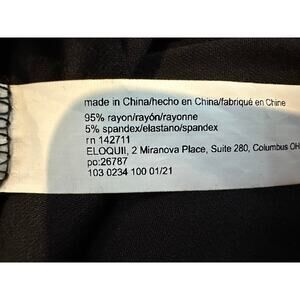 made in China/hecho en China/fabriqué en Chine
95% rayon/rayón/rayonne
5% spandex/elastano/spandex
rn 142711
ELOQUII, 2 Miranova Place, Suite 280, Columbus OH
po:26787
103 0234 100 01/21